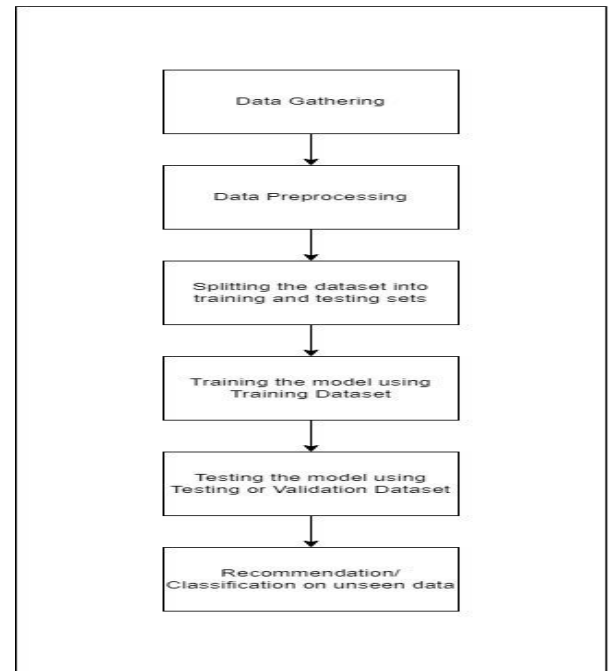 Data Gathering
Data Preprocessing
Splitting the dataset into
training and testing sets
Training the model using
Training Dataset
Testing the model using
Testing or Validation Dataset
Recommendation/
Classification on unseen data